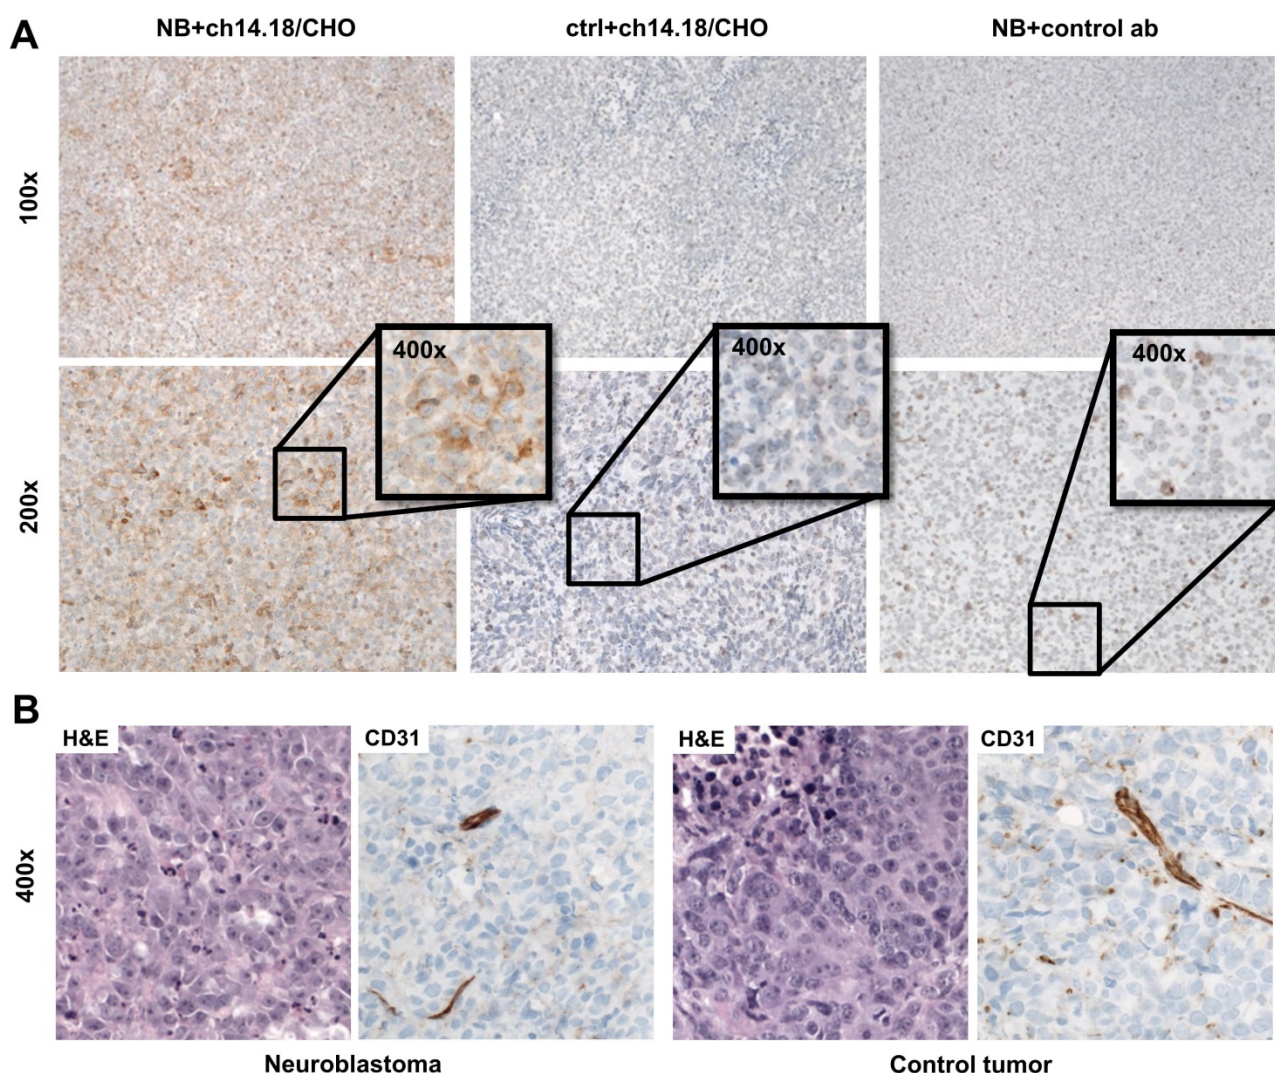 A
NB+ch14.18/CHO
ctrl+ch14.18/CHO
NB+control ab
100x
400x
400x
400x
200x
B
H&E
CD31
H&E
CD31
400x
Neuroblastoma
Control tumor